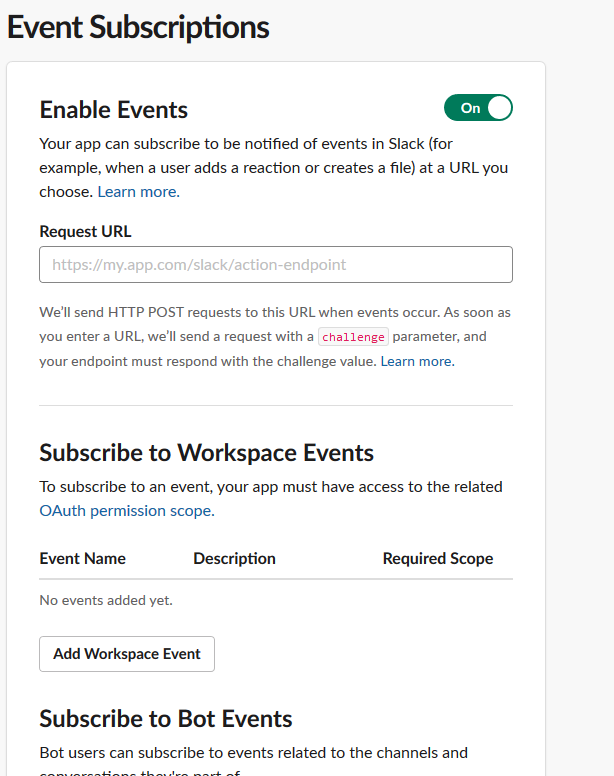 Event Subscriptions
Enable Events
On
Your app can subscribe to be notified of events in Slack (for
example, when a user adds a reaction or creates a file) at a URL you
choose. Learn more.
Request URL
https://my.app.com/slack/action-endpoint
We’ll send HTTP POST requests to this URL when events occur. As soon as
you enter a URL, we’ll send a request with a challenge parameter, and
your endpoint must respond with the challenge value. Learn more.
Subscribe to Workspace Events
To subscribe to an event, your app must have access to the related
OAuth permission scope.
Event Name Description Required Scope
No events added yet.
Add Workspace Event
Subscribe to Bot Events
Bot users can subscribe to events related to the channels and
conversations they're part of